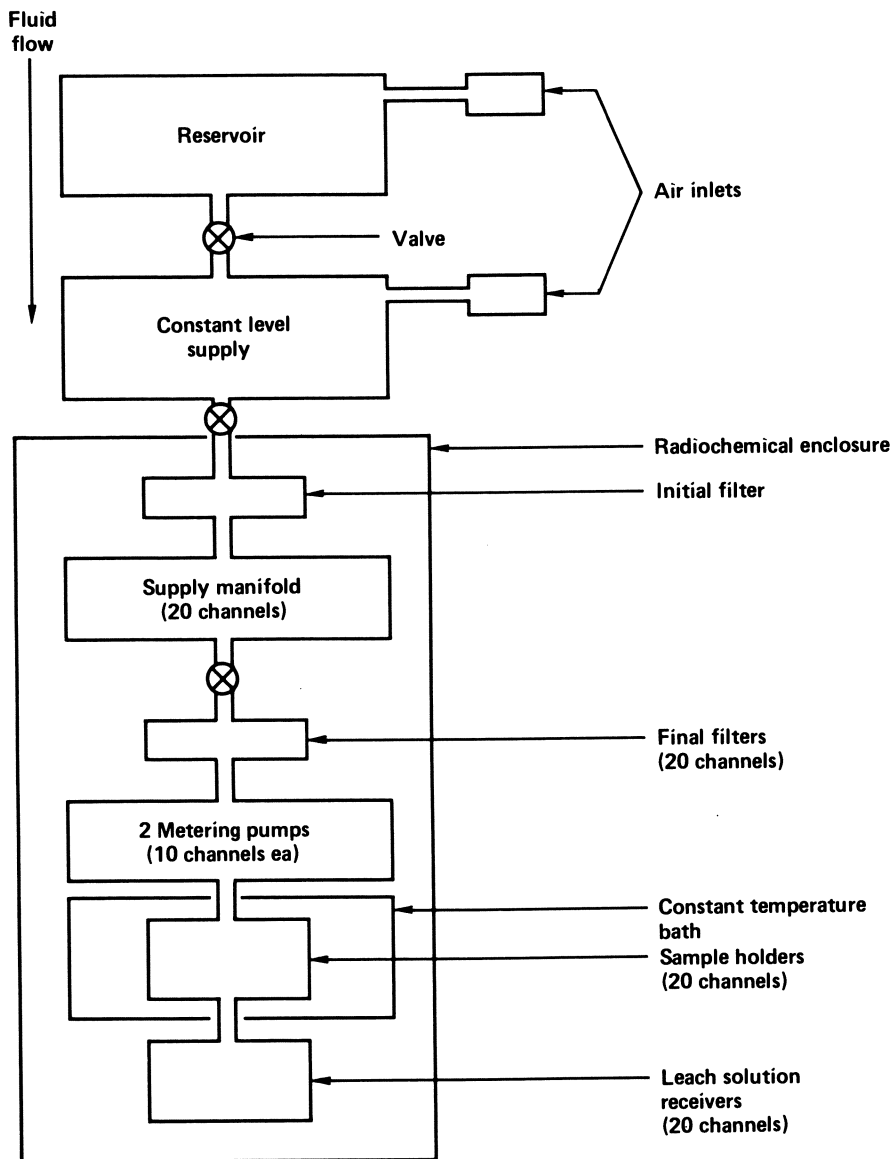 Fluid
flow
Reservoir
Air inlets
Valve
Constant level
supply
Radiochemical enclosure
Initial filter
Supply manifold
(20 channels)
Final filters
(20 channels)
2 Metering pumps
(10 channels ea)
Constant temperature
bath
Sample holders
(20 channels)
Leach solution
receivers
(20 channels)